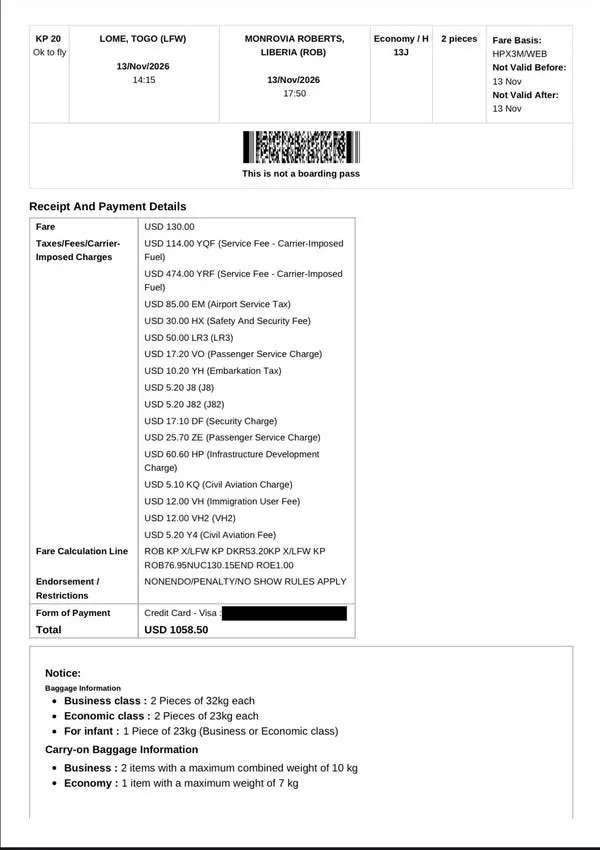 KP 20
Ok to fly
LOME, TOGO (LFW)
13/Nov/2026
14:15
MONROVIA ROBERTS,
LIBERIA (ROB)
13/Nov/2026
17:50
Economy / H
13J
2 pieces
Fare Basis:
HPX3M/WEB
Not Valid Before:
13 Nov
Not Valid After:
13 Nov
This is not a boarding pass
Receipt And Payment Details
Fare
USD 130.00
Taxes/Fees/Carrier-
Imposed Charges
USD 114.00 YQF (Service Fee - Carrier-Imposed
Fuel)
USD 474.00 YRF (Service Fee - Carrier-Imposed
Fuel)
USD 85.00 EM (Airport Service Tax)
USD 30.00 HX (Safety And Security Fee)
USD 50.00 LR3 (LR3)
USD 17.20 VO (Passenger Service Charge)
USD 10.20 YH (Embarkation Tax)
USD 5.20 J8 (J8)
USD 5.20 J82 (J82)
USD 17.10 DF (Security Charge)
USD 25.70 ZE (Passenger Service Charge)
USD 60.60 HP (Infrastructure Development
Charge)
USD 5.10 KQ (Civil Aviation Charge)
USD 12.00 VH (Immigration User Fee)
USD 12.00 VH2 (VH2)
USD 5.20 Y4 (Civil Aviation Fee)
Fare Calculation Line
ROB KP X/LFW KP DKR53.20KP X/LFW KP
ROB76.95NUC130.15END ROE1.00
Endorsement /
Restrictions
NONENDO/PENALTY/NO SHOW RULES APPLY
Form of Payment
Credit Card - Visa :
Total
USD 1058.50
Notice:
Baggage Information
• Business class : 2 Pieces of 32kg each
• Economic class : 2 Pieces of 23kg each
• For infant : 1 Piece of 23kg (Business or Economic class)
Carry-on Baggage Information
• Business : 2 items with a maximum combined weight of 10 kg
• Economy : 1 item with a maximum weight of 7 kg